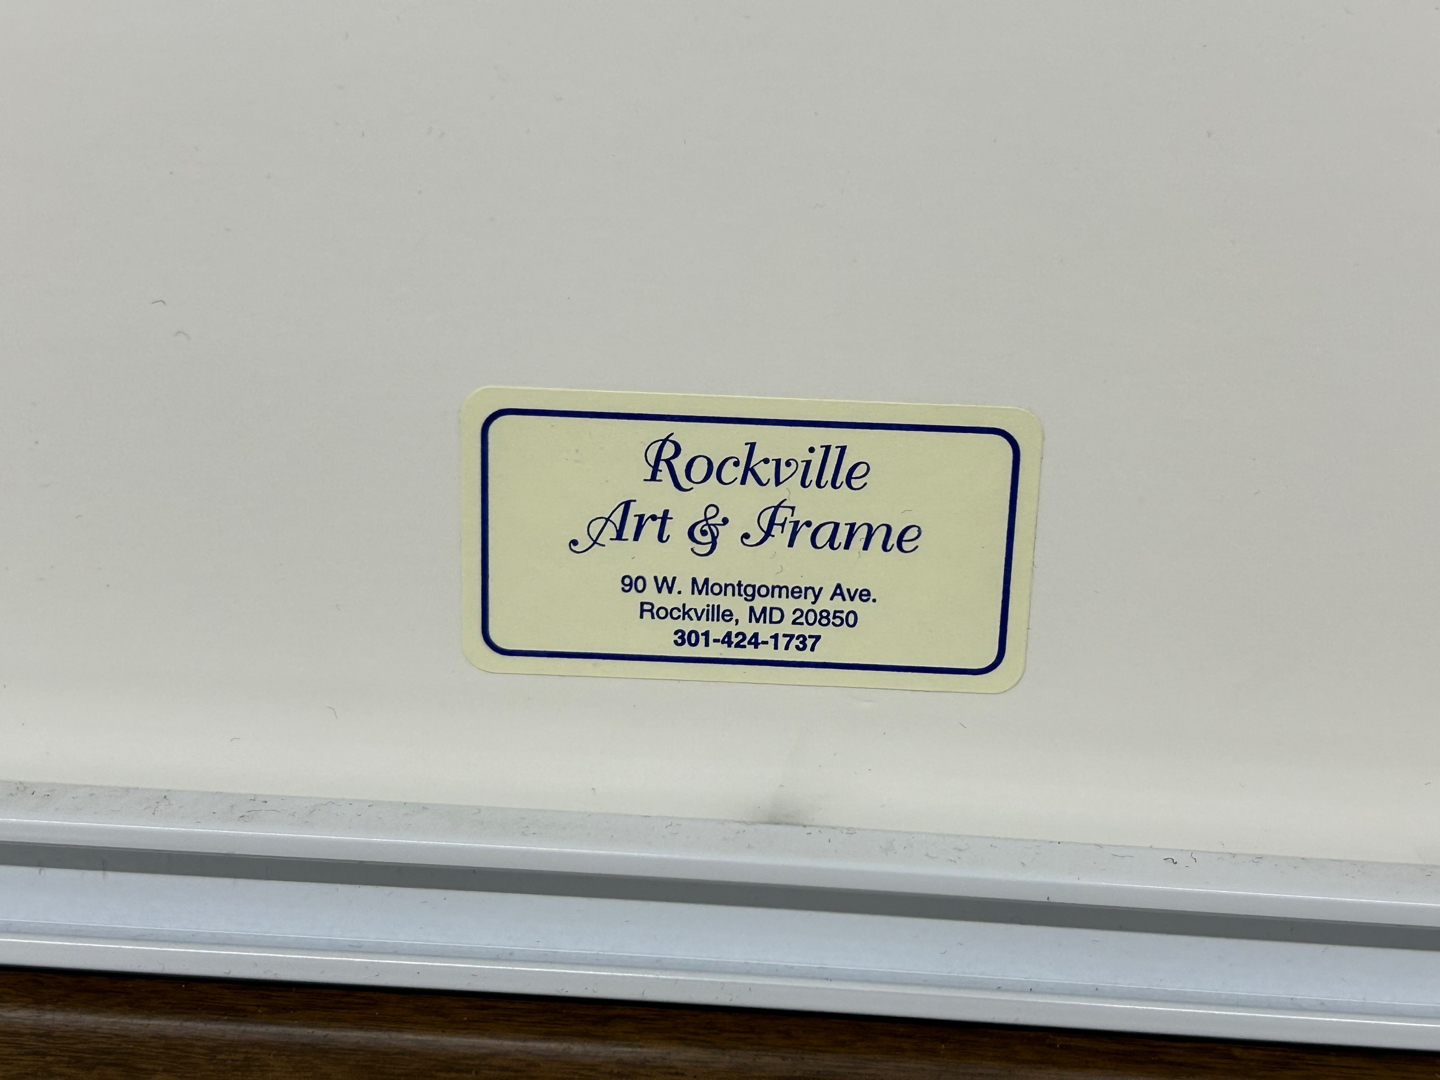 Rockville
Art & Frame
90 W. Montgomery Ave.
Rockville, MD 20850
301-424-1737